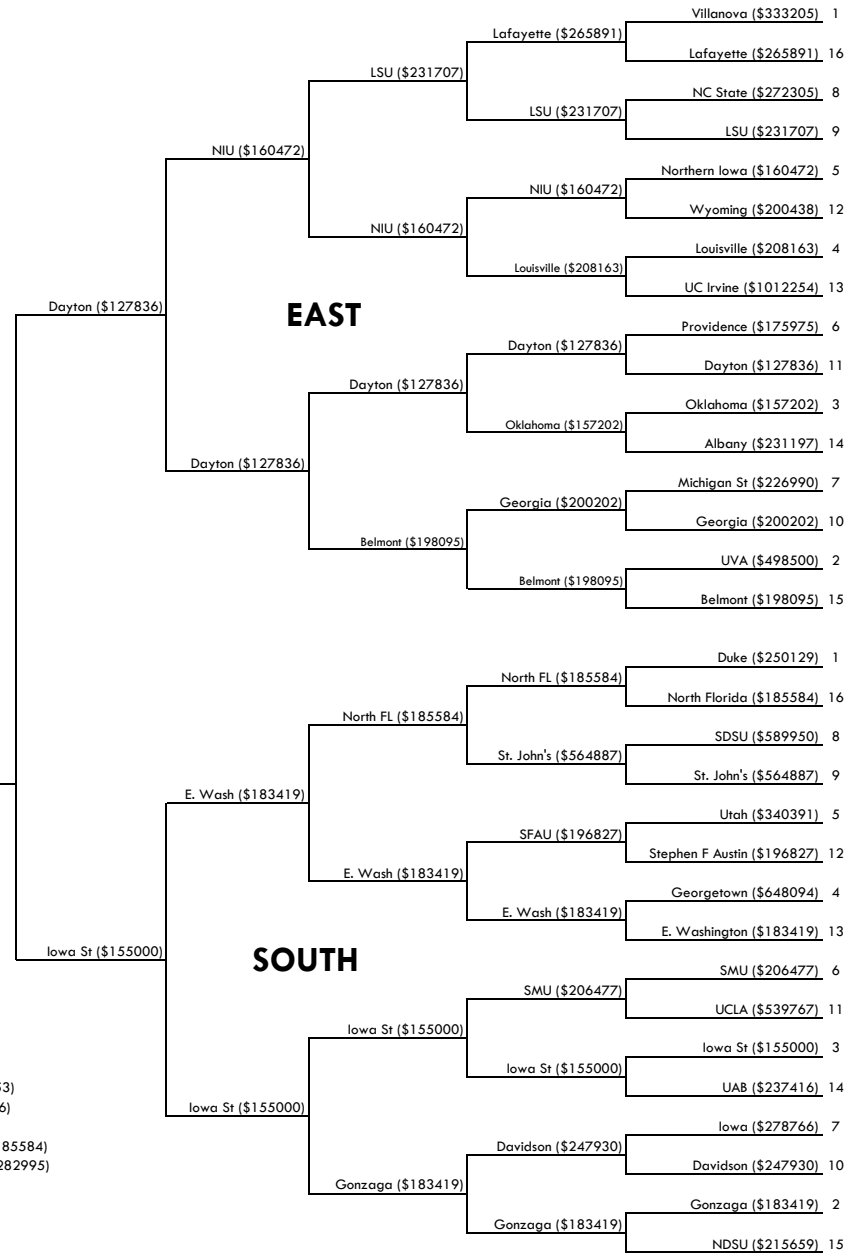 Villanova ($333205) 1
Lafayette ($265891)
Lafayette ($265891) 16
LSU ($231707)
NC State ($272305) 8
LSU ($231707)
LSU ($231707) 9
NIU ($160472)
Northern Iowa ($160472) 5
NIU ($160472)
Wyoming ($200438) 12
NIU ($160472)
Louisville ($208163) 4
Louisville ($208163)
UC Irvine ($1012254) 13
Dayton ($127836)
EAST
Providence ($175975) 6
Dayton ($127836)
Dayton ($127836) 11
Dayton ($127836)
Oklahoma ($157202) 3
Oklahoma ($157202)
Albany ($231197) 14
Dayton ($127836)
Michigan St ($226990) 7
Georgia ($200202)
Georgia ($200202) 10
Belmont ($198095)
UVA ($498500) 2
Belmont ($198095)
Belmont ($198095) 15
Duke ($250129) 1
North FL ($185584)
North Florida ($185584) 16
North FL ($185584)
SDSU ($589950) 8
St. John's ($564887)
St. John's ($564887) 9
E. Wash ($183419)
Utah ($340391) 5
SFAU ($196827)
Stephen F Austin ($196827) 12
E. Wash ($183419)
Georgetown ($648094) 4
E. Wash ($183419)
E. Washington ($183419) 13
Iowa St ($155000)
SOUTH
SMU ($206477) 6
SMU ($206477)
UCLA ($539767) 11
Iowa St ($155000)
Iowa St ($155000) 3
Iowa St ($155000)
UAB ($237416) 14
53)
6)
Iowa St ($155000)
Iowa ($278766) 7
85584)
Davidson ($247930)
282995)
Davidson ($247930) 10
Gonzaga ($183419)
Gonzaga ($183419) 2
Gonzaga ($183419)
NDSU ($215659) 15